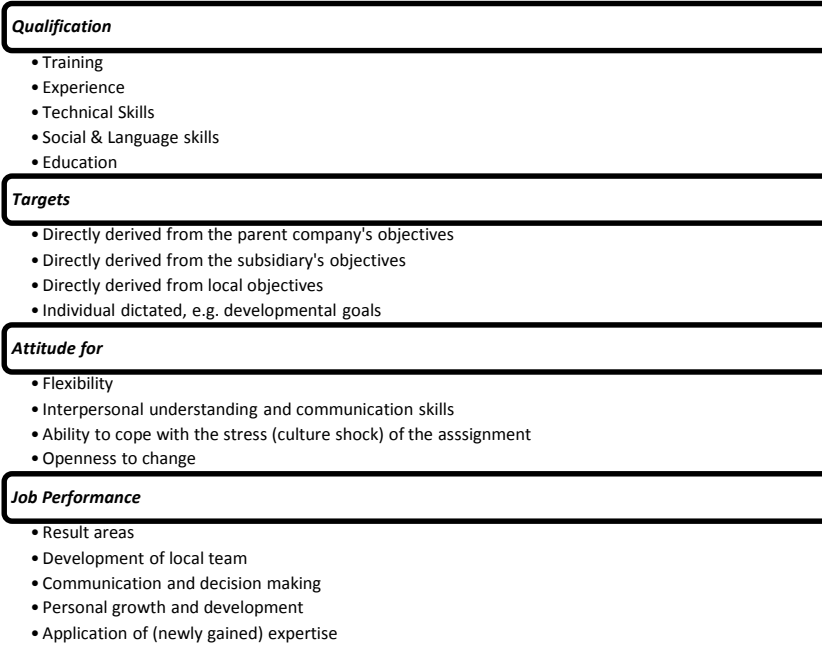 Qualification
• Training
• Experience
• Technical Skills
• Social & Language skills
• Education
Targets
• Directly derived from the parent company's objectives
• Directly derived from the subsidiary's objectives
• Directly derived from local objectives
• Individual dictated, e.g. developmental goals
Attitude for
• Flexibility
• Interpersonal understanding and communication skills
• Ability to cope with the stress (culture shock) of the asssignment
• Openness to change
Job Performance
• Result areas
• Development of local team
• Communication and decision making
• Personal growth and development
• Application of (newly gained) expertise